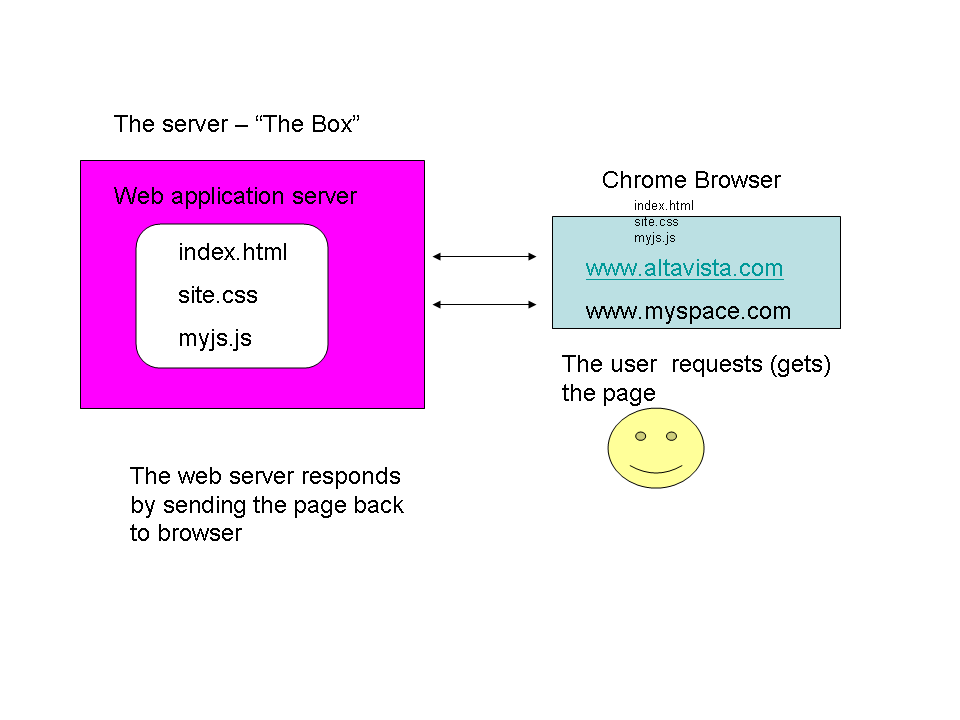 The server – “The Box”
Web application server
index.html
site.css
myjs.js
The web server responds
by sending the page back
to browser
Chrome Browser
index.html
site.css
myjs.js
www.altavista.com
www.myspace.com
The user  requests (gets)
the page